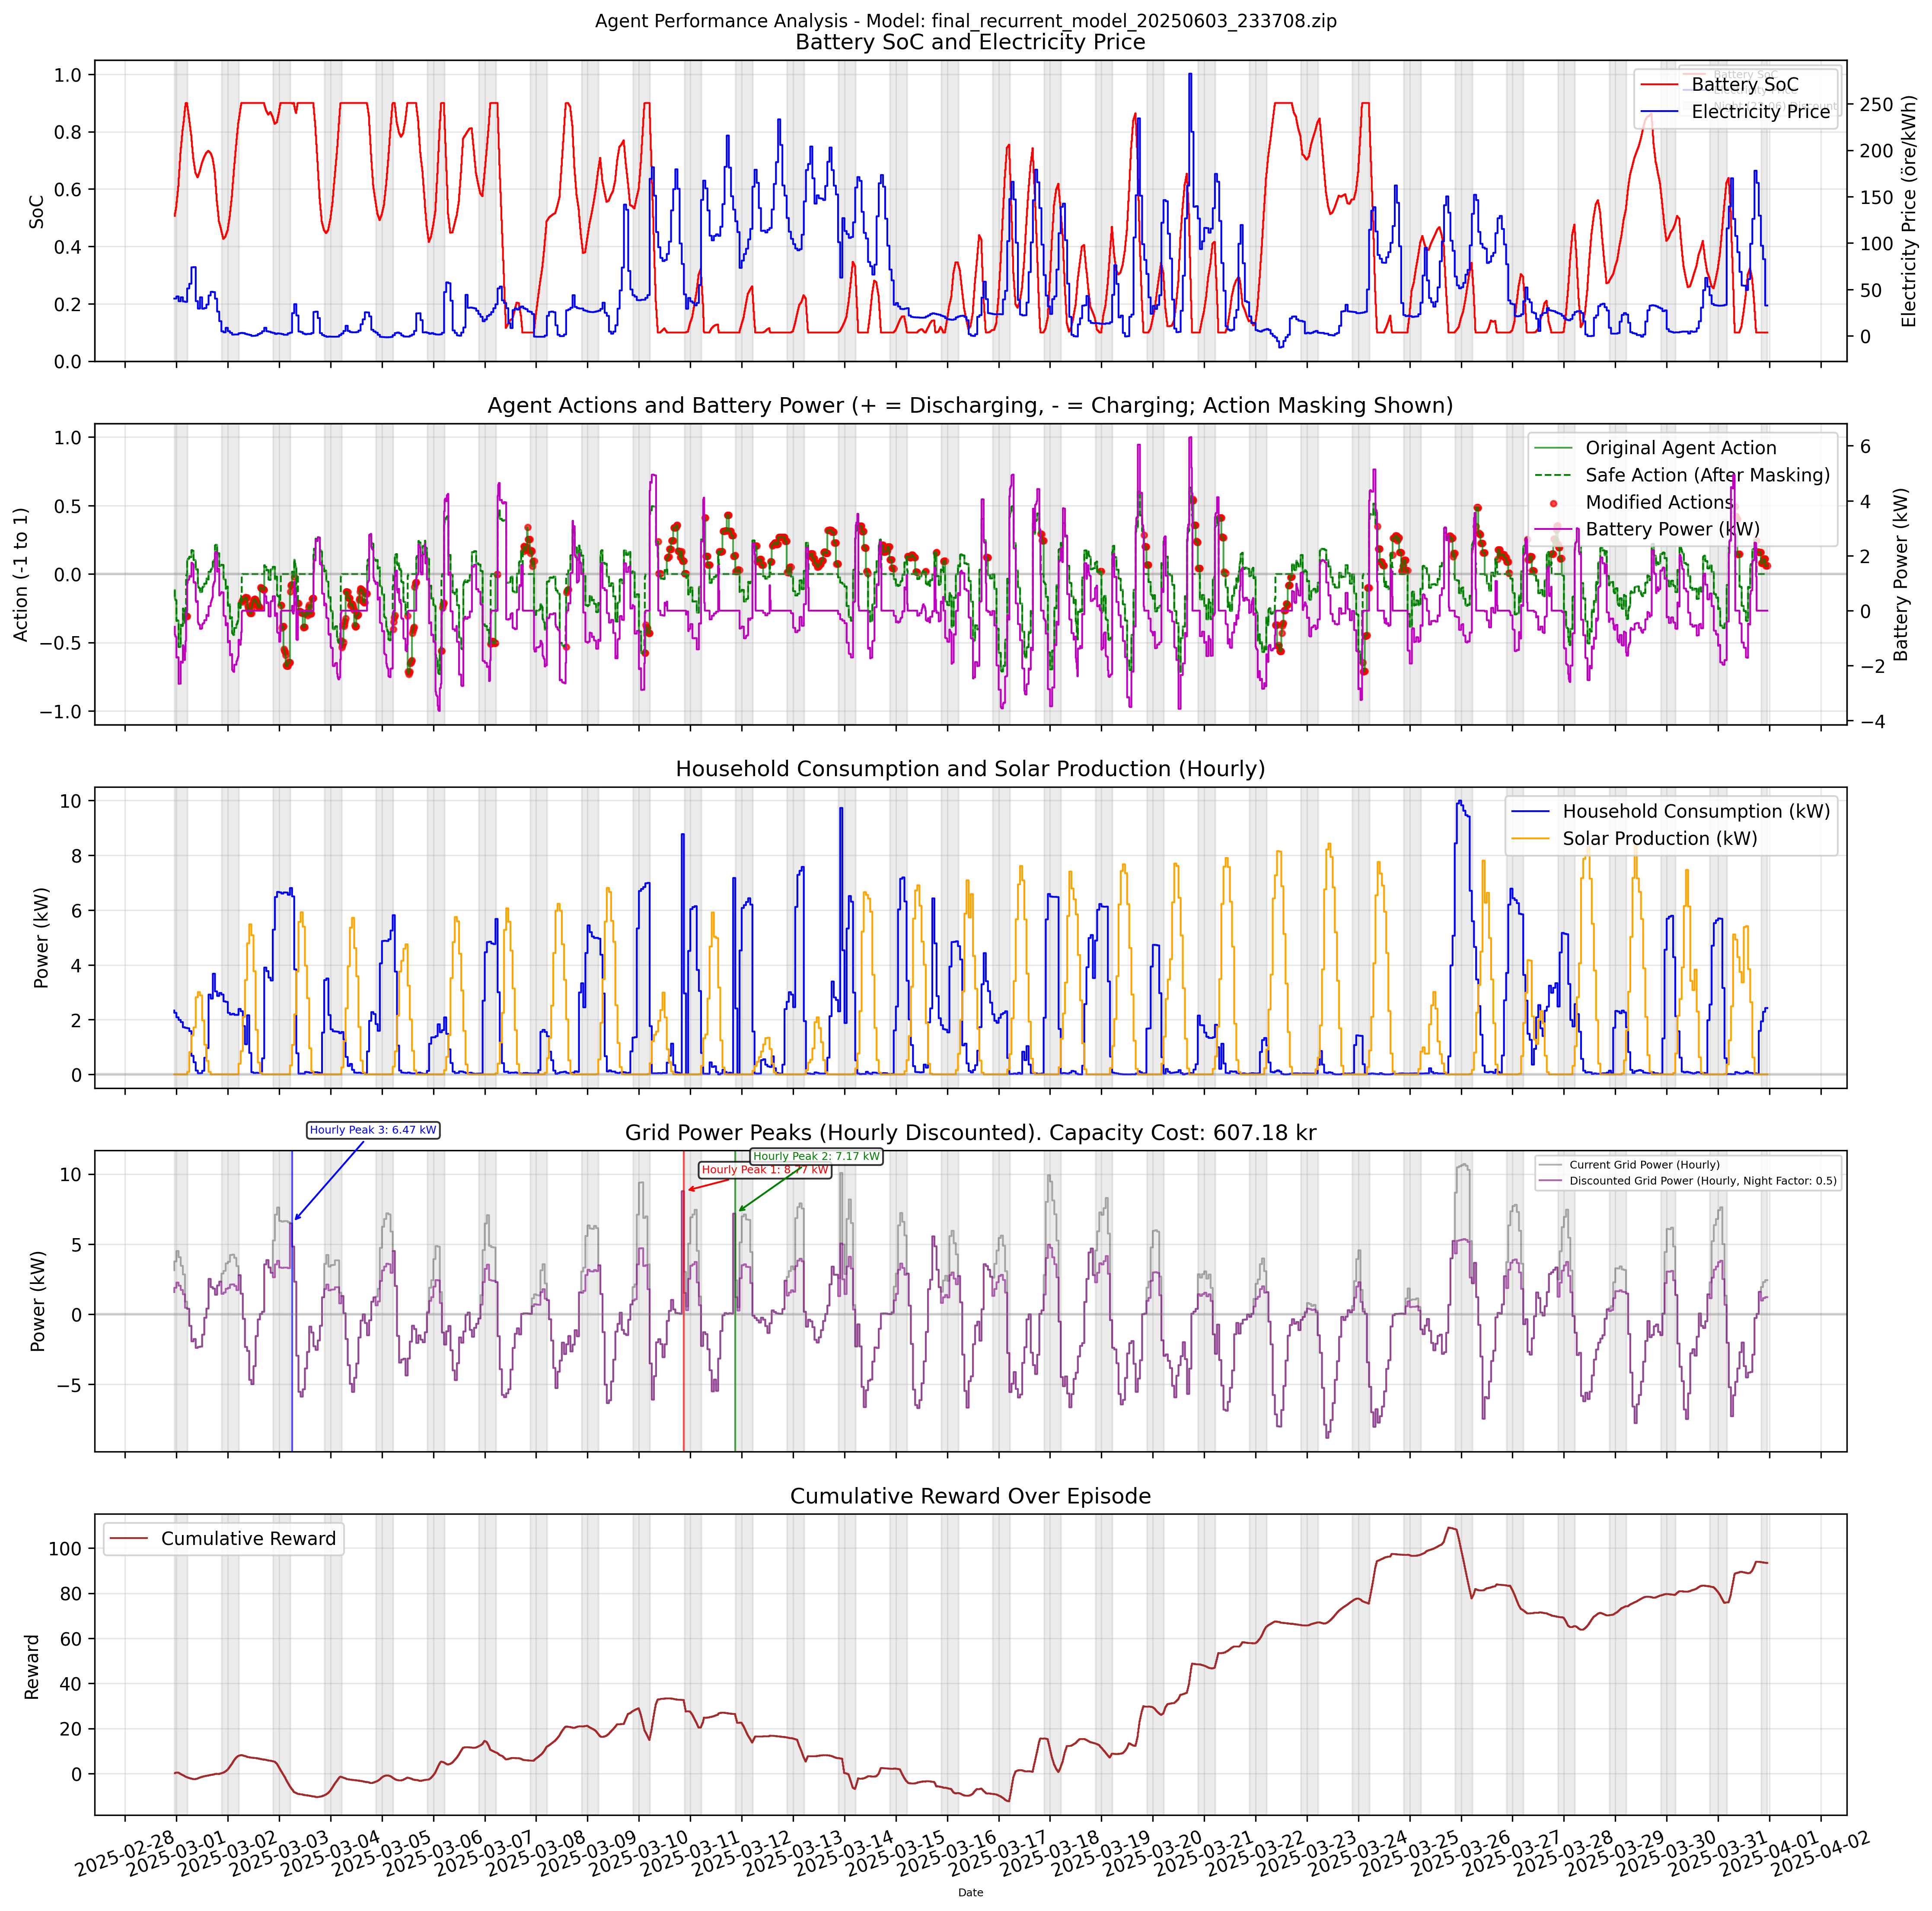 Agent Performance Analysis - Model: final_recurrent_model_20250603_233708.zip
Battery SoC and Electricity Price
SoC
1.0
0.8
0.6
0.4
0.2
0.0
250
200
150
100
50
0
Electricity Price (öre/kWh)
Battery SoC
Electricity Price
Agent Actions and Battery Power (+ = Discharging, - = Charging; Action Masking Shown)
Action (-1 to 1)
1.0
0.5
0.0
−0.5
−1.0
6
4
2
0
−2
−4
Battery Power (kW)
Original Agent Action
Safe Action (After Masking)
Modified Actions
Battery Power (kW)
Household Consumption and Solar Production (Hourly)
Power (kW)
10
8
6
4
2
0
Household Consumption (kW)
Solar Production (kW)
Grid Power Peaks (Hourly Discounted). Capacity Cost: 607.18 kr
Hourly Peak 3: 6.47 kW
Hourly Peak 2: 7.17 kW
Hourly Peak 1: 8.77 kW
Power (kW)
10
5
0
−5
Current Grid Power (Hourly)
Discounted Grid Power (Hourly, Night Factor: 0.5)
Cumulative Reward Over Episode
Reward
100
80
60
40
20
0
Cumulative Reward
2025-02-28
2025-03-01
2025-03-02
2025-03-03
2025-03-04
2025-03-05
2025-03-06
2025-03-07
2025-03-08
2025-03-09
2025-03-10
2025-03-11
2025-03-12
2025-03-13
2025-03-14
2025-03-15
2025-03-16
2025-03-17
2025-03-18
2025-03-19
2025-03-20
2025-03-21
2025-03-22
2025-03-23
2025-03-24
2025-03-25
2025-03-26
2025-03-27
2025-03-28
2025-03-29
2025-03-30
2025-03-31
2025-04-01
2025-04-02
Date